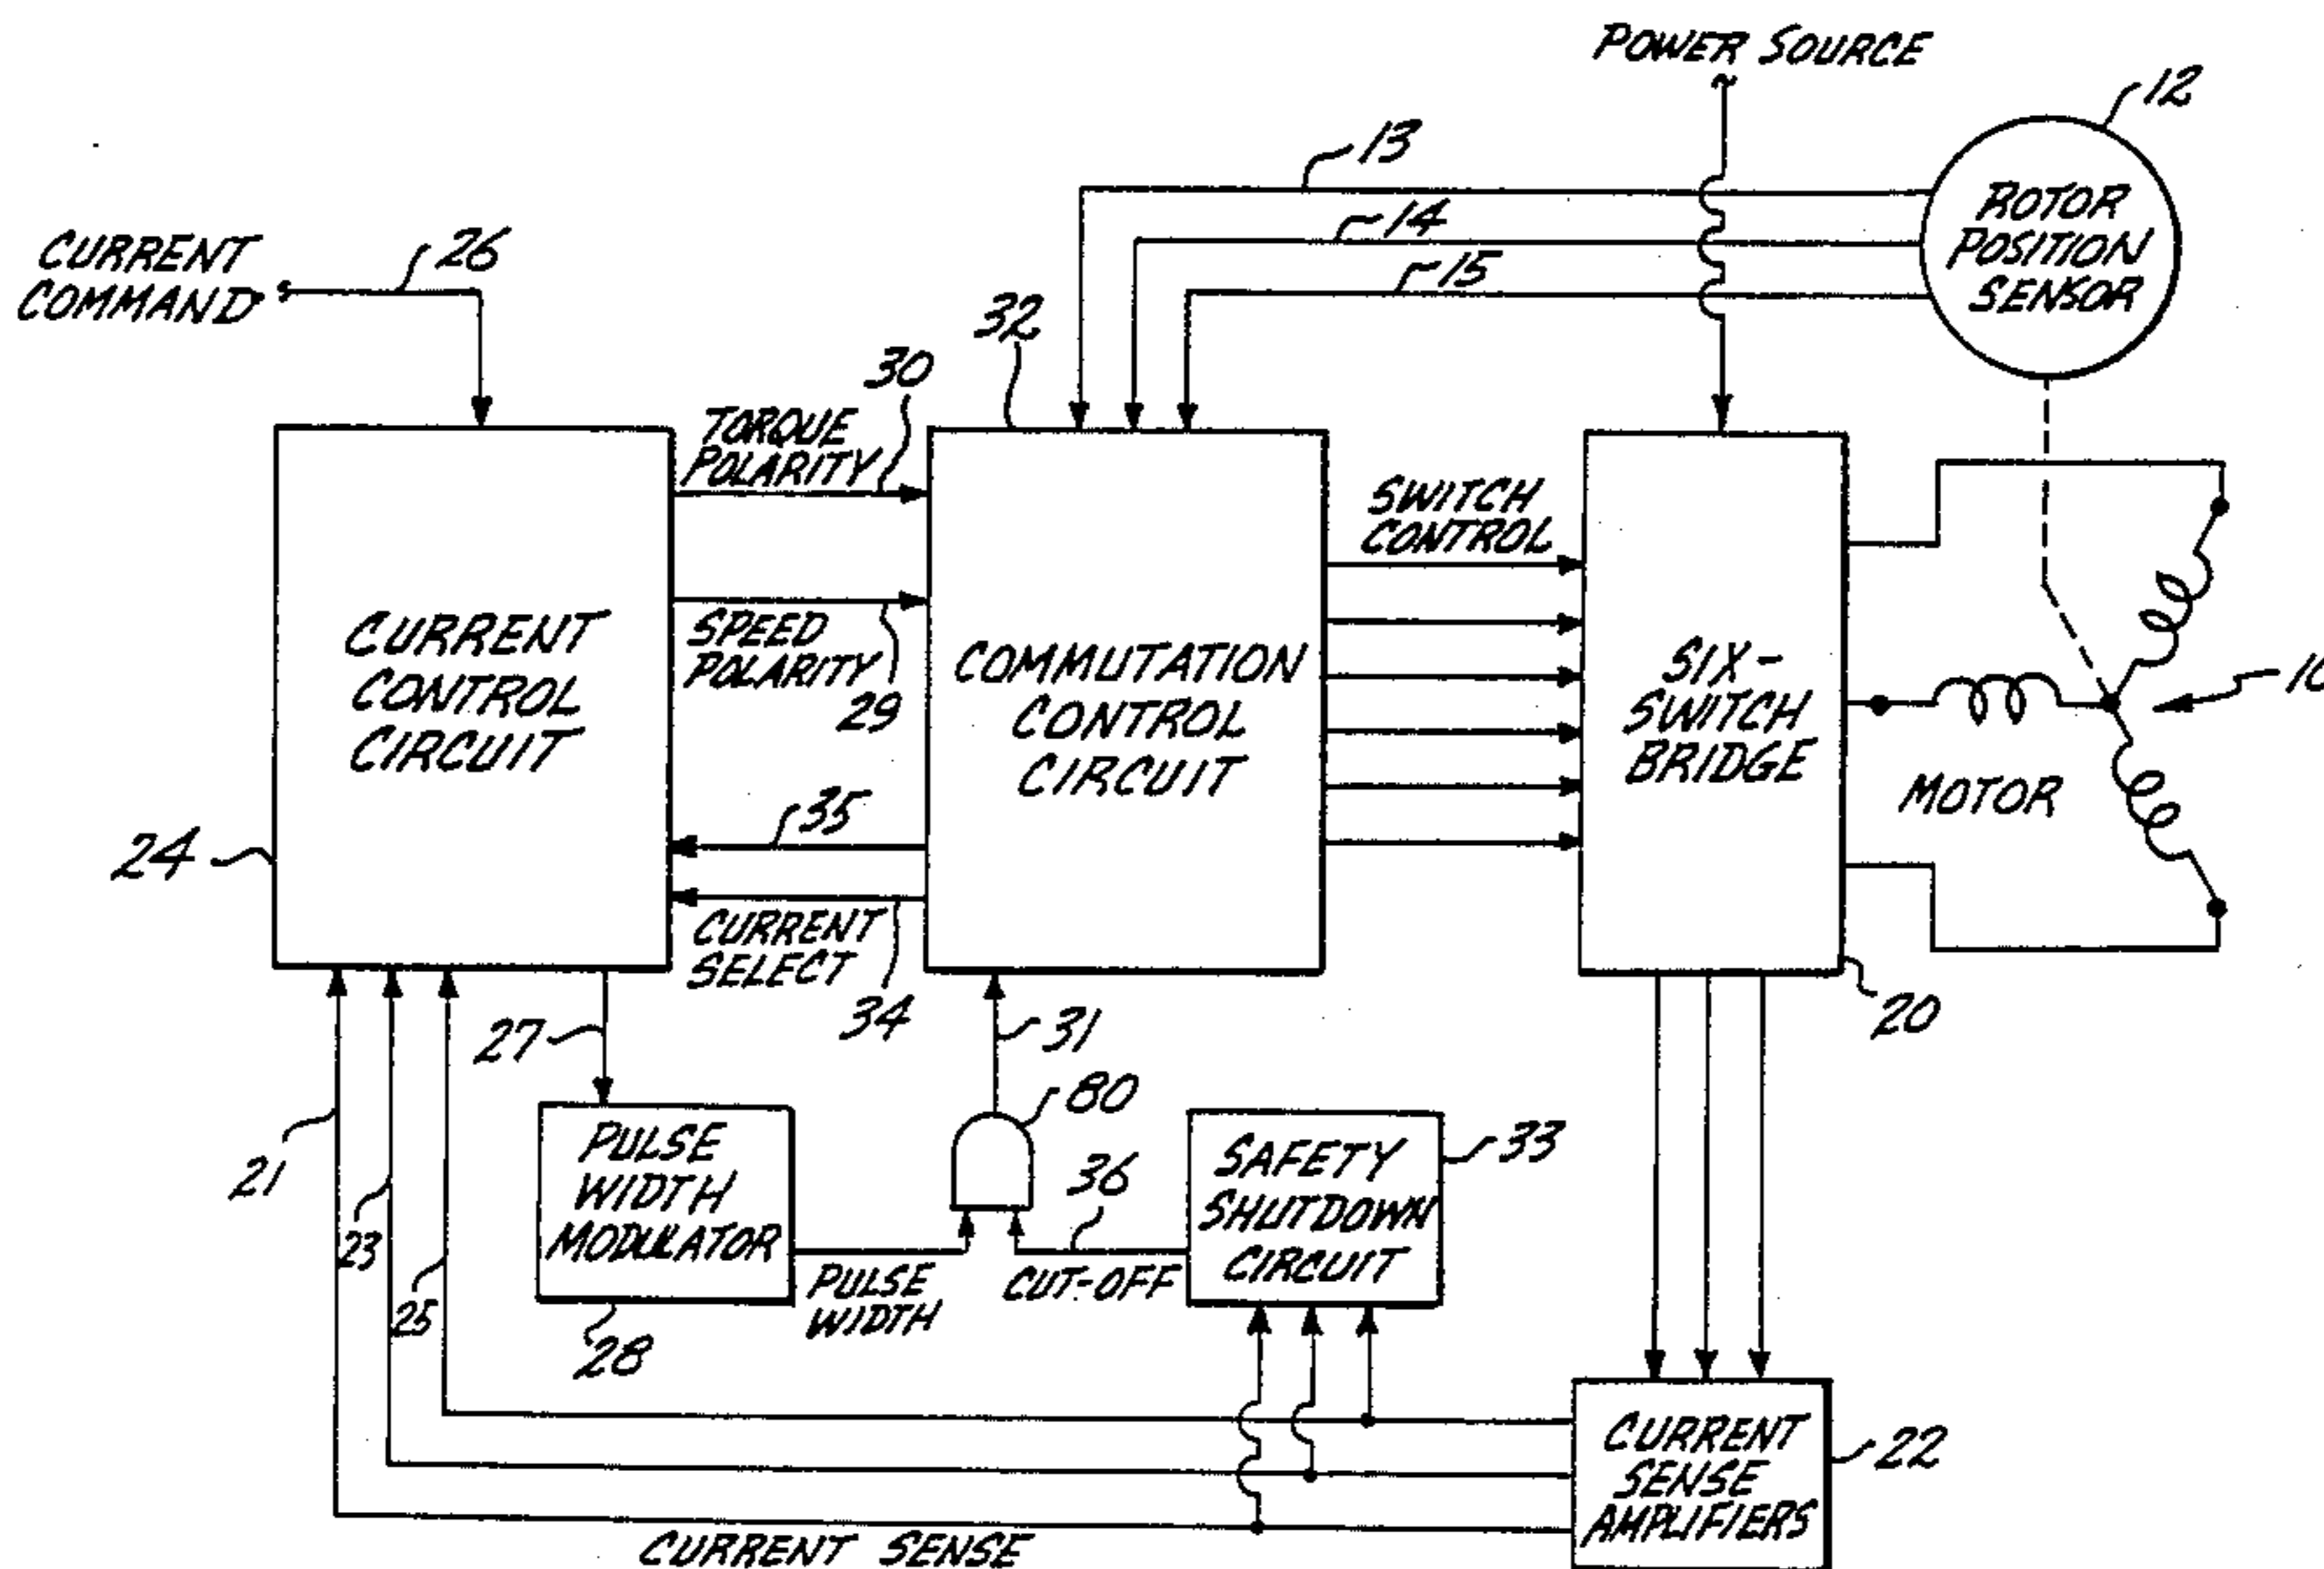 POWER SOURCE
12
13
ROTOR
POSITION
SENSOR
14
15
CURRENT
COMMAND
26
32
30
TORQUE
POLARITY
SWITCH
CONTROL
CURRENT
CONTROL
CIRCUIT
SPEED
POLARITY
29
COMMUTATION
CONTROL
CIRCUIT
SIX-
SWITCH
BRIDGE
MOTOR
24
35
CURRENT
SELECT
34
27
31
20
21
23
25
PULSE
WIDTH
MODULATOR
28
80
36
SAFETY
SHUTDOWN
CIRCUIT
33
PULSE
WIDTH
CUT-OFF
CURRENT
SENSE
AMPLIFIERS
22
CURRENT SENSE